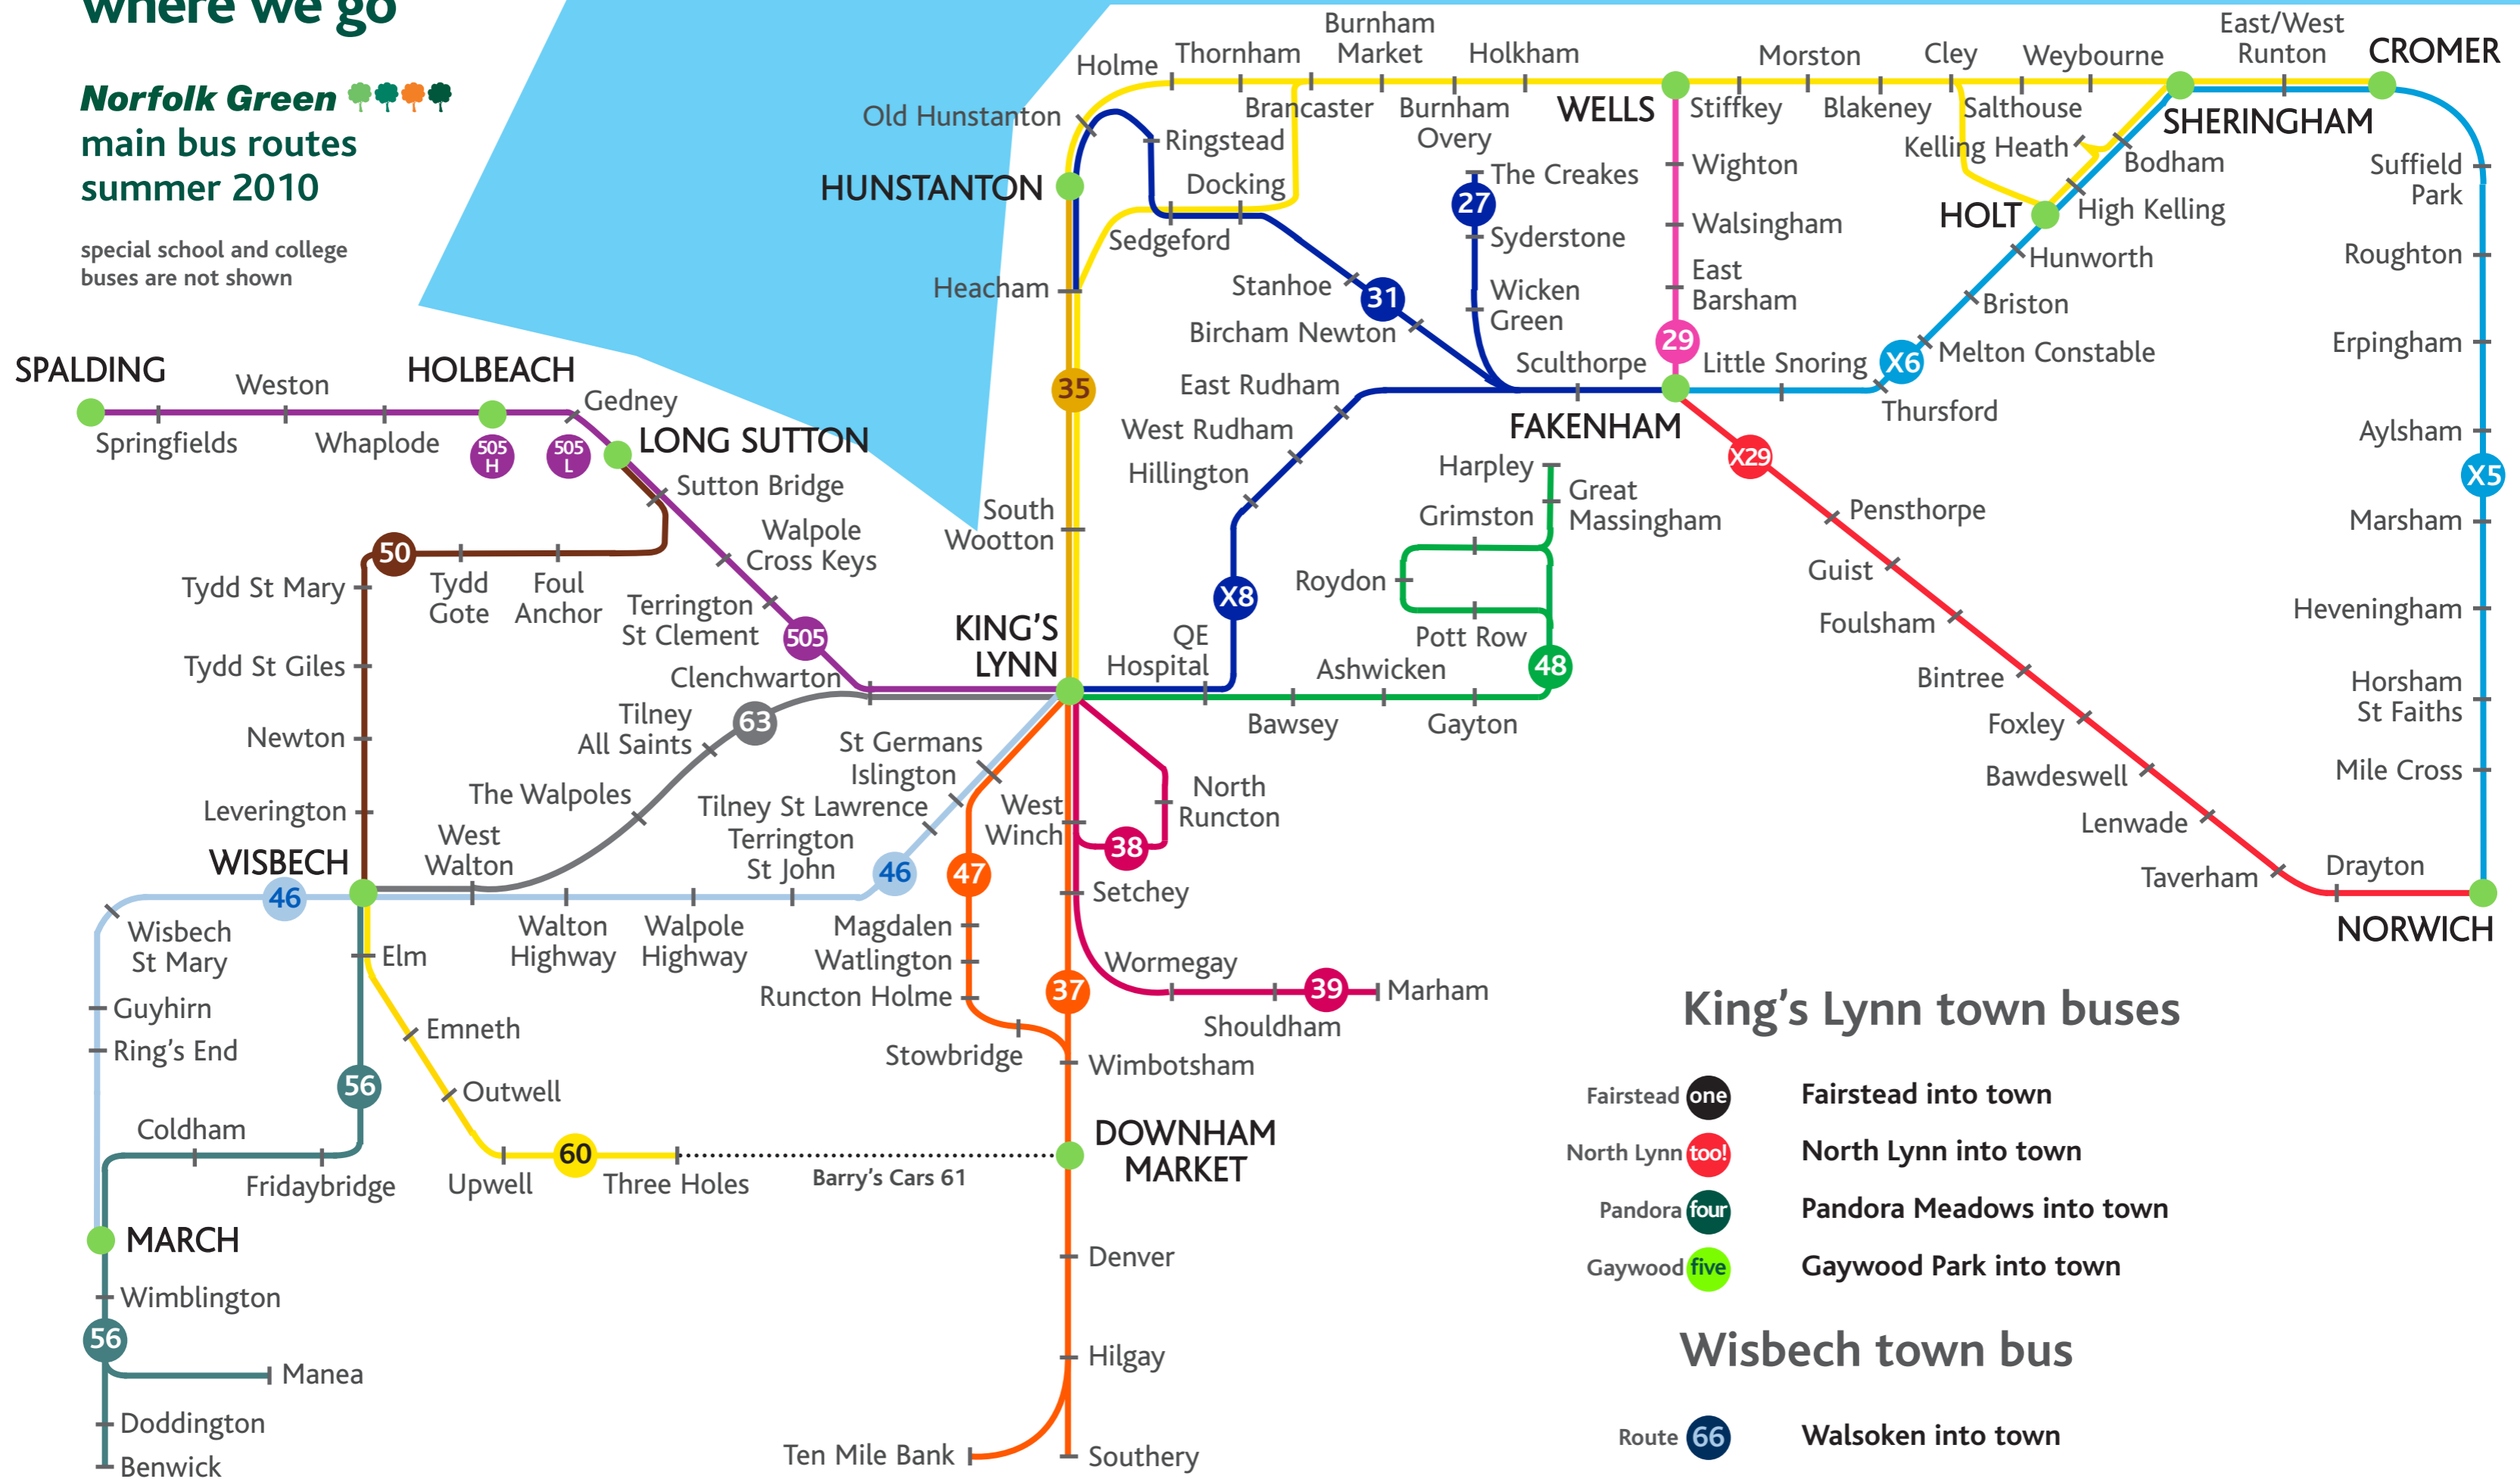 where we go
Norfolk Green
main bus routes
summer 2010
special school and college
buses are not shown
Holme
Thornham
Burnham
Market
Holkham
Morston
Cley
Weybourne
East/West
Runton
CROMER
Old Hunstanton
Ringstead
Brancaster
Burnham
Overy
WELLS
Stiffkey
Blakeney
Salthouse
SHERINGHAM
Kelling Heath
Bodham
Suffield
Park
HUNSTANTON
Docking
The Creakes
27
Wighton
HOLT
High Kelling
Sedgeford
Syderstone
Walsingham
Hunworth
Roughton
Heacham
Stanhoe
31
Wicken
Green
East
Barsham
Briston
Bircham Newton
29
Erpingham
SPALDING
Weston
HOLBEACH
Gedney
35
East Rudham
Sculthorpe
Little Snoring
X6
Melton Constable
Thursford
Springfields
Whaplode
505
H
505
L
LONG SUTTON
West Rudham
FAKENHAM
Aylsham
Hillington
Harpley
X29
X5
Sutton Bridge
South
Wootton
Grimston
Great
Massingham
Pensthorpe
Marsham
50
Walpole
Cross Keys
Tydd St Mary
Tydd
Gote
Foul
Anchor
Roydon
Guist
Terrington
St Clement
505
KING'S
LYNN
X8
QE
Hospital
Pott Row
48
Foulsham
Heveningham
Tydd St Giles
Clenchwarton
Ashwicken
Bintree
Horsham
St Faiths
Newton
Tilney
All Saints
63
Bawsey
Gayton
Foxley
St Germans
Islington
Bawdeswell
Mile Cross
Leverington
The Walpoles
Tilney St Lawrence
West
Winch
North
Runcton
Lenwade
WISBECH
West
Walton
Terrington
St John
46
47
38
Taverham
Drayton
46
Setchey
NORWICH
Wisbech
St Mary
Walton
Highway
Walpole
Highway
Magdalen
Elm
Watlington
Wormegay
Guyhirn
Runcton Holme
37
39
Marham
Shouldham
Emneth
Ring's End
Stowbridge
Wimbotsham
56
Outwell
Coldham
Fridaybridge
Upwell
60
Three Holes
Barry's Cars 61
DOWNHAM
MARKET
MARCH
Denver
Wimblington
56
Manea
Hilgay
Doddington
Benwick
Ten Mile Bank
Southery
King's Lynn town buses
Fairstead one Fairstead into town
North Lynn too! North Lynn into town
Pandora four Pandora Meadows into town
Gaywood five Gaywood Park into town
Wisbech town bus
Route 66 Walsoken into town